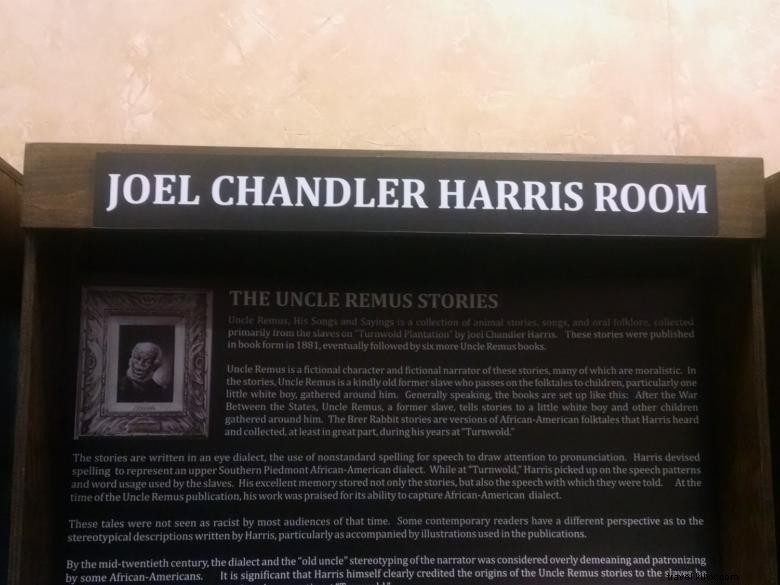 JOEL CHANDLER HARRIS ROOM
THE UNCLE REMUS STORIES
Uncle Remus, His Songs and Sayings is a collection of animal stories, songs, and oral folklore, collected
primarily from the slaves on "Turnwold Plantation" by Joel Chandler Harris. These stories were published
in book form in 1881, eventually followed by six more Uncle Remus books.
Uncle Remus is a fictional character and fictional narrator of these stories, many of which are moralistic. In
the stories, Uncle Remus is a kindly old former slave who passes on the folktales to children, particularly one
little white boy, gathered around him. Generally speaking, the books are set up like this: After the War
Between the States, Uncle Remus, a former slave, tells stories to a little white boy and other children
gathered around him. The Brer Rabbit stories are versions of African-American folktales that Harris heard
and collected, at least in great part, during his years at "Turnwold."
The stories are written in an eye dialect, the use of nonstandard spelling for speech to draw attention to pronunciation. Harris devised
spelling to represent an upper Southern Piedmont African-American dialect. While at "Turnwold," Harris picked up on the speech patterns
and word usage used by the slaves. His excellent memory stored not only the stories, but also the speech with which they were told. At the
time of the Uncle Remus publication, his work was praised for its ability to capture African-American dialect.
These tales were not seen as racist by most audiences of that time. Some contemporary readers have a different perspective as to the
stereotypical descriptions written by Harris, particularly as accompanied by illustrations used in the publications.
By the mid-twentieth century, the dialect and the "old uncle" stereotyping of the narrator was considered overly demeaning and patronizing
by some African-Americans. It is significant that Harris himself clearly credited the origins of the Uncle Remus stories to the slaves he